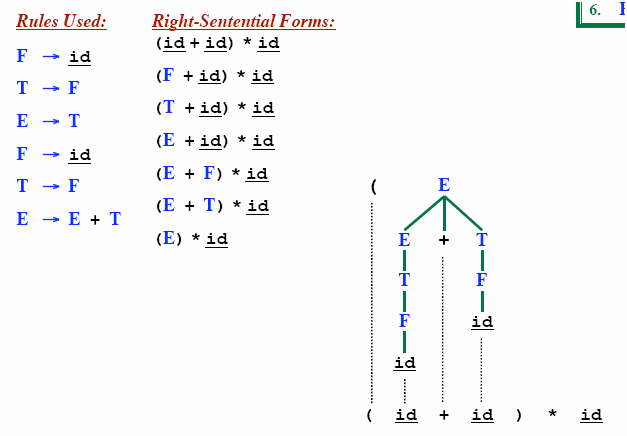 6.
Rules Used: Right-Sentential Forms:
(id + id) * id
F → id
(F + id) * id
T → F
(T + id) * id
E → T
(E + id) * id
F → id
(E + F) * id
T → F
(E + T) * id
E → E + T
(E) * id
( E
E + T
T F
F id
id
( id + id ) * id